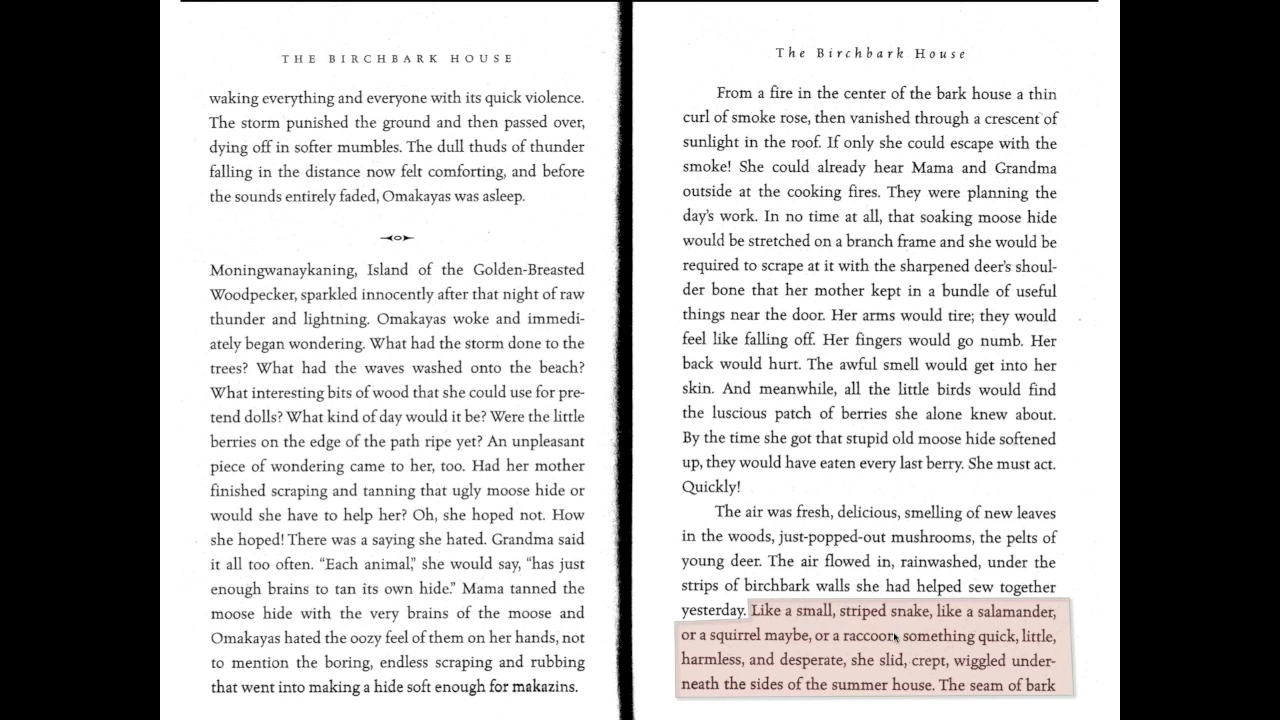 THE BIRCHBARK HOUSE
waking everything and everyone with its quick violence.
The storm punished the ground and then passed over,
dying off in softer mumbles. The dull thuds of thunder
falling in the distance now felt comforting, and before
the sounds entirely faded, Omakayas was asleep.
Moningwanaykaning, Island of the Golden-Breasted
Woodpecker, sparkled innocently after that night of raw
thunder and lightning. Omakayas woke and immedi-
ately began wondering. What had the storm done to the
trees? What had the waves washed onto the beach?
What interesting bits of wood that she could use for pre-
tend dolls? What kind of day would it be? Were the little
berries on the edge of the path ripe yet? An unpleasant
piece of wondering came to her, too. Had her mother
finished scraping and tanning that ugly moose hide or
would she have to help her? Oh, she hoped not. How
she hoped! There was a saying she hated. Grandma said
it all too often. “Each animal,” she would say, “has just
enough brains to tan its own hide.” Mama tanned the
moose hide with the very brains of the moose and
Omakayas hated the oozy feel of them on her hands, not
to mention the boring, endless scraping and rubbing
that went into making a hide soft enough for makazins.
The Birchbark House
From a fire in the center of the bark house a thin
curl of smoke rose, then vanished through a crescent of
sunlight in the roof. If only she could escape with the
smoke! She could already hear Mama and Grandma
outside at the cooking fires. They were planning the
day's work. In no time at all, that soaking moose hide
would be stretched on a branch frame and she would be
required to scrape at it with the sharpened deer's shoul-
der bone that her mother kept in a bundle of useful
things near the door. Her arms would tire; they would
feel like falling off. Her fingers would go numb. Her
back would hurt. The awful smell would get into her
skin. And meanwhile, all the little birds would find
the luscious patch of berries she alone knew about.
By the time she got that stupid old moose hide softened
up, they would have eaten every last berry. She must act.
Quickly!
The air was fresh, delicious, smelling of new leaves
in the woods, just-popped-out mushrooms, the pelts of
young deer. The air flowed in, rainwashed, under the
strips of birchbark walls she had helped sew together
yesterday. Like a small, striped snake, like a salamander,
or a squirrel maybe, or a raccoon, something quick, little,
harmless, and desperate, she slid, crept, wiggled under-
neath the sides of the summer house. The seam of bark